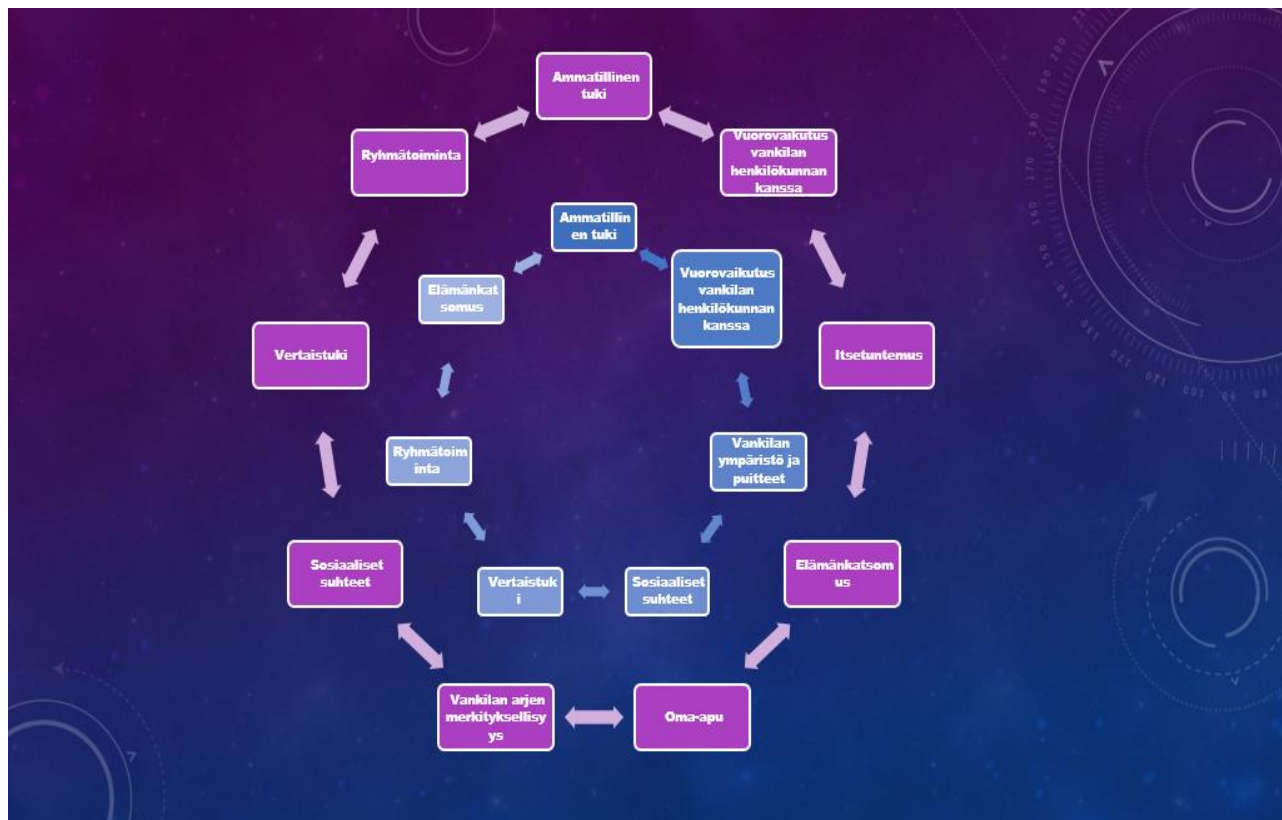 Ammatillinen
tuki
Vuorovaikutus
vankilan
henkilökunnan
kanssa
Itsetuntemus
Elämänkatsom
us
Oma-apu
Vankilan arjen
merkityksellisy
ys
Sosiaaliset
suhteet
Vertaistuki
Ryhmätoiminta
Ammatillin
en tuki
Vuorovaikutus
vankilan
henkilökunnan
kanssa
Vankilan
ympäristö ja
puitteet
Sosiaaliset
suhteet
Vertaistuk
i
Ryhmätoim
inta
Elämänkat
somus